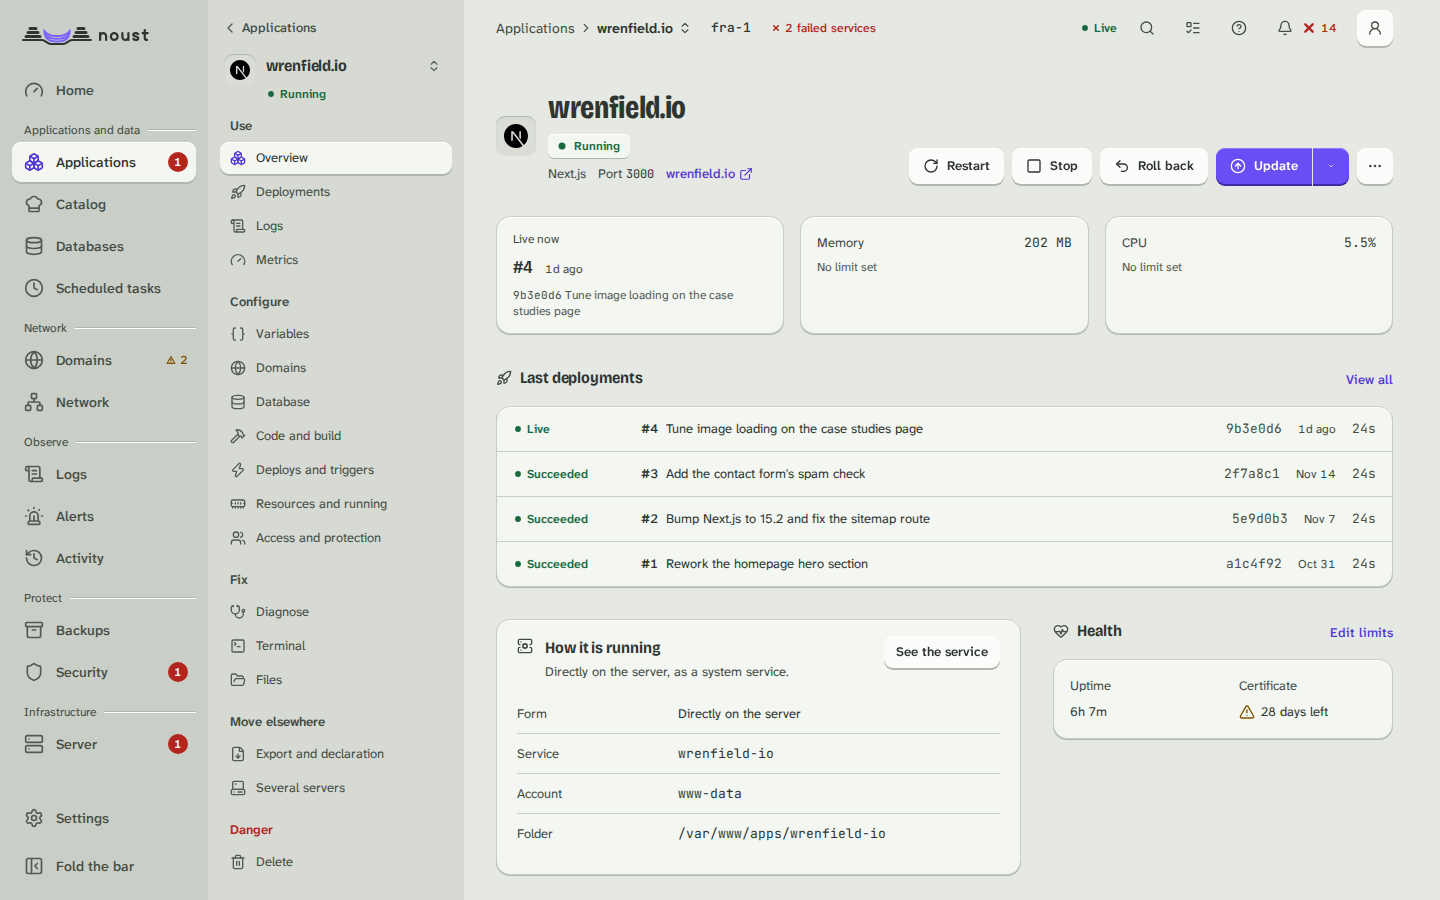 noust
Home
Applications and data
Applications 1
Catalog
Databases
Scheduled tasks
Network
Domains 2
Network
Observe
Logs
Alerts
Activity
Protect
Backups
Security 1
Infrastructure
Server 1
Settings
Fold the bar
Applications
wrenfield.io
Running
Use
Overview
Deployments
Logs
Metrics
Configure
Variables
Domains
Database
Code and build
Deploys and triggers
Resources and running
Access and protection
Fix
Diagnose
Terminal
Files
Move elsewhere
Export and declaration
Several servers
Danger
Delete
Applications > wrenfield.io fra-1 × 2 failed services Live 14
wrenfield.io
Running
Next.js Port 3000 wrenfield.io
Restart Stop Roll back Update
Live now
#4 1d ago
9b3e0d6 Tune image loading on the case
studies page
Memory 202 MB
No limit set
CPU 5.5%
No limit set
Last deployments View all
Live #4 Tune image loading on the case studies page 9b3e0d6 1d ago 24s
Succeeded #3 Add the contact form's spam check 2f7a8c1 Nov 14 24s
Succeeded #2 Bump Next.js to 15.2 and fix the sitemap route 5e9d0b3 Nov 7 24s
Succeeded #1 Rework the homepage hero section a1c4f92 Oct 31 24s
How it is running See the service
Directly on the server, as a system service.
Form Directly on the server
Service wrenfield-io
Account www-data
Folder /var/www/apps/wrenfield-io
Health Edit limits
Uptime Certificate
6h 7m 28 days left